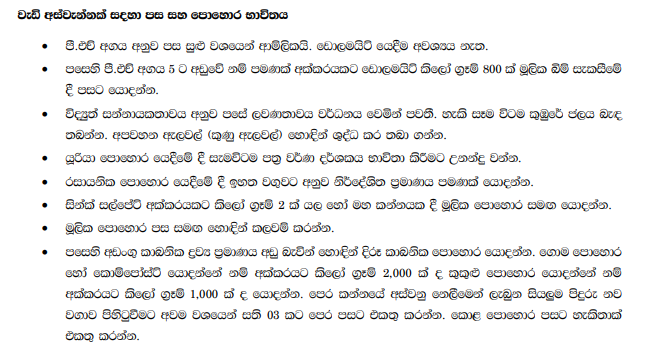 වැඩි අස්වැන්නක් සදහා පස සහ පොහොර භාවිතය
• පී.එච් අගය අනුව පස සුළු වශයෙන් ආම්ලිකයි. ඩොලමයිට් යෙදීම අවශ්‍යය නැත.
• පසෙහි පී.එච් අගය 5 ට අඩුවේ නම් පමණක් අක්කරයකට ඩොලමයිට් කිලෝ ග්‍රෑම් 800 ක් මූලික බිම් සැකසීමේ
දී පසට යොදන්න.
• විද්‍යුත් සන්නායකතාවය අනුව පසේ ලවණතාවය වර්ධනය වෙමින් පවතී. හැකි සෑම විටම කුඹුරේ ජලය බැඳ
තබන්න. අපවහන ඇලවල් (කුණු ඇලවල්) හොඳින් ශුද්ධ කර තබා ගන්න.
• යූරියා පොහොර යෙදීමේ දී සැමවිටම පත්‍ර වර්ණ දර්ශකය භාවිතා කිරීමට උනන්දු වන්න.
• රසායනික පොහොර යෙදීමේ දී ඉහත වගුවට අනුව නිර්දේශිත ප්‍රමාණය පමණක් යොදන්න.
• සින්ක් සල්පේට් අක්කරයකට කිලෝ ග්‍රෑම් 2 ක් යල හෝ මහ කන්නයක දී මූලික පොහොර සමඟ යොදන්න.
• මූලික පොහොර පස සමඟ හොඳින් කලවම් කරන්න.
• පසෙහි අඩංගු කාබනික ද්‍රව්‍ය ප්‍රමාණය අඩු බැවින් හොඳින් දිරූ කාබනික පොහොර යොදන්න. ගොම පොහොර
හෝ කොම්පෝස්ට් යොදන්නේ නම් අක්කරයට කිලෝ ග්‍රෑම් 2,000 ක් ද කුකුළු පොහොර යොදන්නේ නම්
අක්කරයට කිලෝ ග්‍රෑම් 1,000 ක් ද යොදන්න. පෙර කන්නයේ අස්වනු නෙලීමෙන් ලැබුන සියලුම පිදුරු නව
වගාව පිහිටුවීමට අවම වශයෙන් සති 03 කට පෙර පසට එකතු කරන්න. කොළ පොහොර පසට හැකිතාක්
එකතු කරන්න.